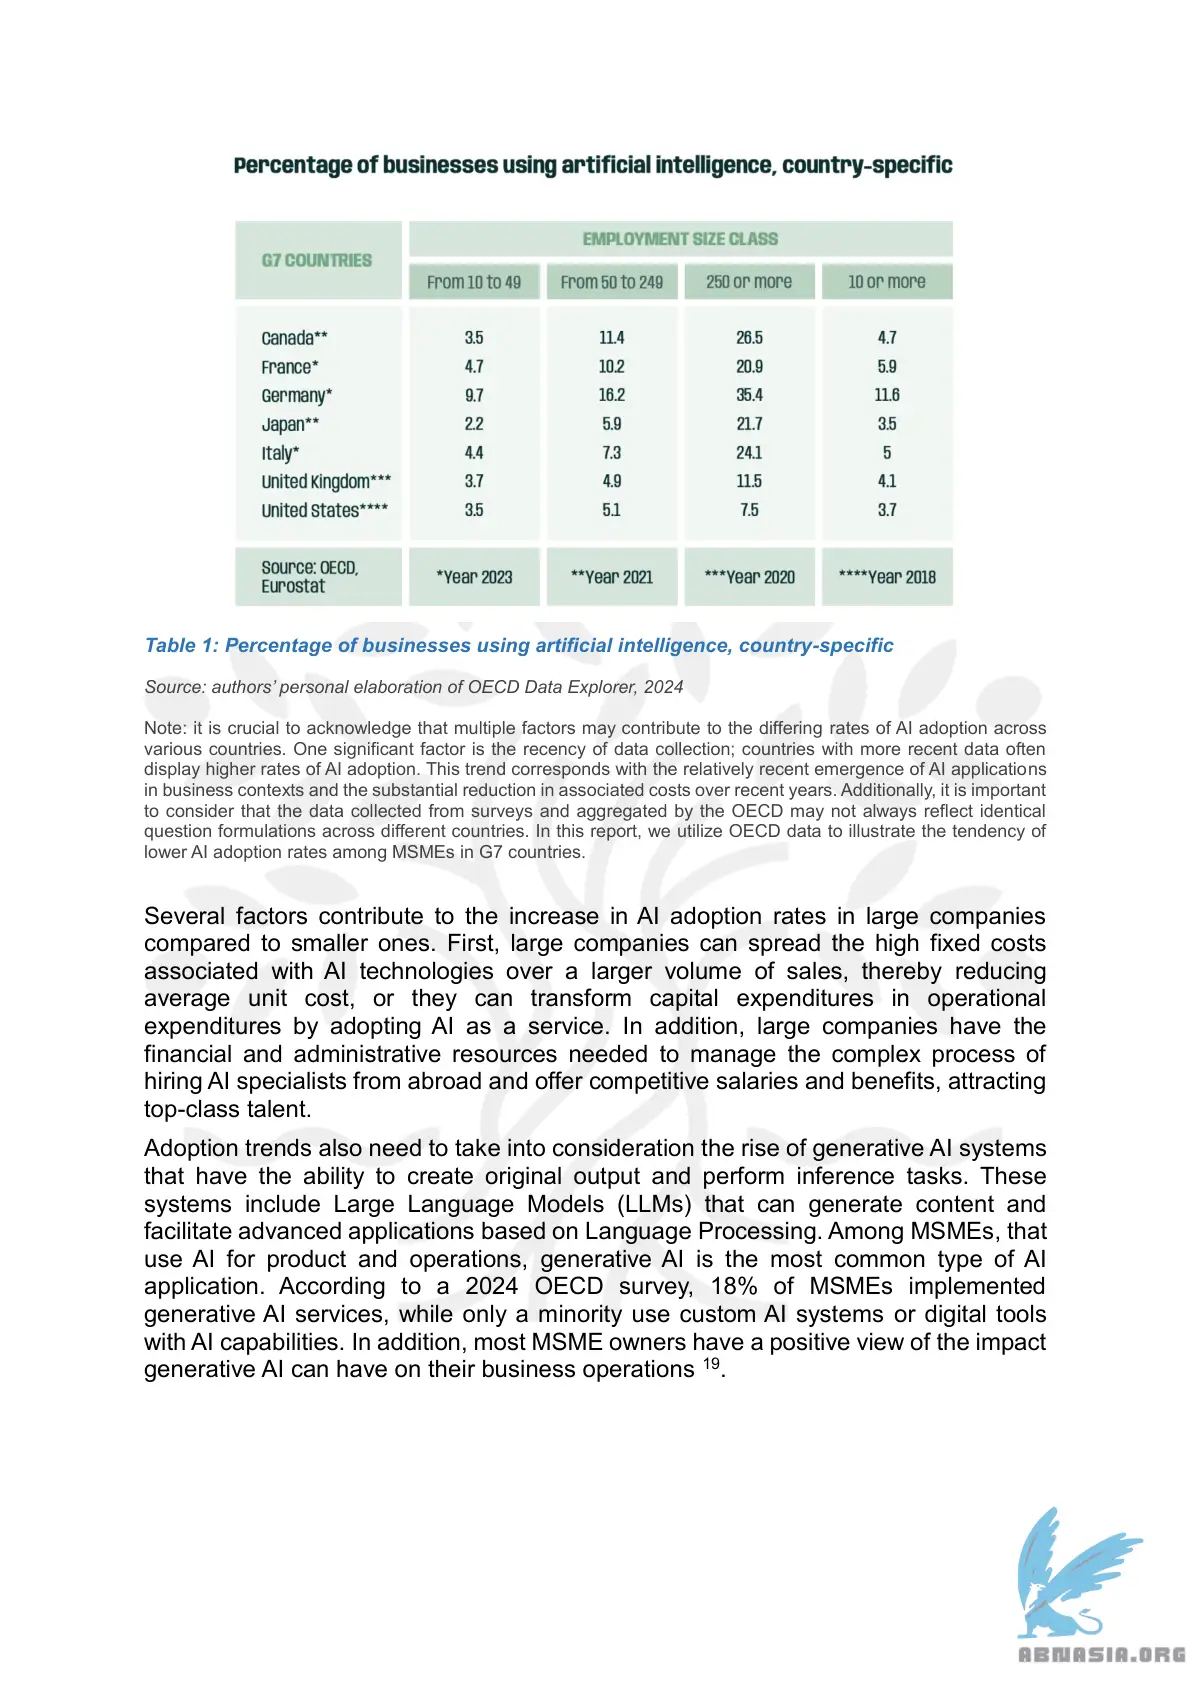 Percentage of businesses using artificial intelligence, country-specific
G7 COUNTRIES
EMPLOYMENT SIZE CLASS
From 10 to 49 From 50 to 249 250 or more 10 or more
Canada** 3.5 11.4 26.5 4.7
France* 4.7 10.2 20.9 5.9
Germany* 9.7 16.2 35.4 11.6
Japan** 2.2 5.9 21.7 3.5
Italy* 4.4 7.3 24.1 5
United Kingdom*** 3.7 4.9 11.5 4.1
United States**** 3.5 5.1 7.5 3.7
Source: OECD,
Eurostat
*Year 2023 **Year 2021 ***Year 2020 ****Year 2018
Table 1: Percentage of businesses using artificial intelligence, country-specific
Source: authors’ personal elaboration of OECD Data Explorer, 2024
Note: it is crucial to acknowledge that multiple factors may contribute to the differing rates of AI adoption across
various countries. One significant factor is the recency of data collection; countries with more recent data often
display higher rates of AI adoption. This trend corresponds with the relatively recent emergence of AI applications
in business contexts and the substantial reduction in associated costs over recent years. Additionally, it is important
to consider that the data collected from surveys and aggregated by the OECD may not always reflect identical
question formulations across different countries. In this report, we utilize OECD data to illustrate the tendency of
lower AI adoption rates among MSMEs in G7 countries.
Several factors contribute to the increase in AI adoption rates in large companies
compared to smaller ones. First, large companies can spread the high fixed costs
associated with AI technologies over a larger volume of sales, thereby reducing
average unit cost, or they can transform capital expenditures in operational
expenditures by adopting AI as a service. In addition, large companies have the
financial and administrative resources needed to manage the complex process of
hiring AI specialists from abroad and offer competitive salaries and benefits, attracting
top-class talent.
Adoption trends also need to take into consideration the rise of generative AI systems
that have the ability to create original output and perform inference tasks. These
systems include Large Language Models (LLMs) that can generate content and
facilitate advanced applications based on Language Processing. Among MSMEs, that
use AI for product and operations, generative AI is the most common type of AI
application. According to a 2024 OECD survey, 18% of MSMEs implemented
generative AI services, while only a minority use custom AI systems or digital tools
with AI capabilities. In addition, most MSME owners have a positive view of the impact
generative AI can have on their business operations 19.
ABNASIA.ORG